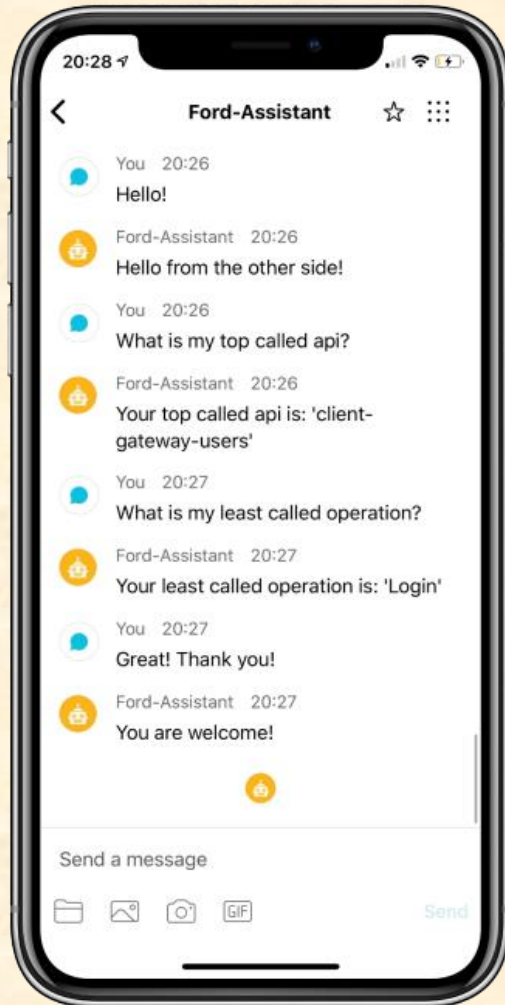 20:28
Ford-Assistant
You 20:26
Hello!
Ford-Assistant 20:26
Hello from the other side!
You 20:26
What is my top called api?
Ford-Assistant 20:26
Your top called api is: 'client-
gateway-users'
You 20:27
What is my least called operation?
Ford-Assistant 20:27
Your least called operation is: 'Login'
You 20:27
Great! Thank you!
Ford-Assistant 20:27
You are welcome!
Send a message
GIF
Send